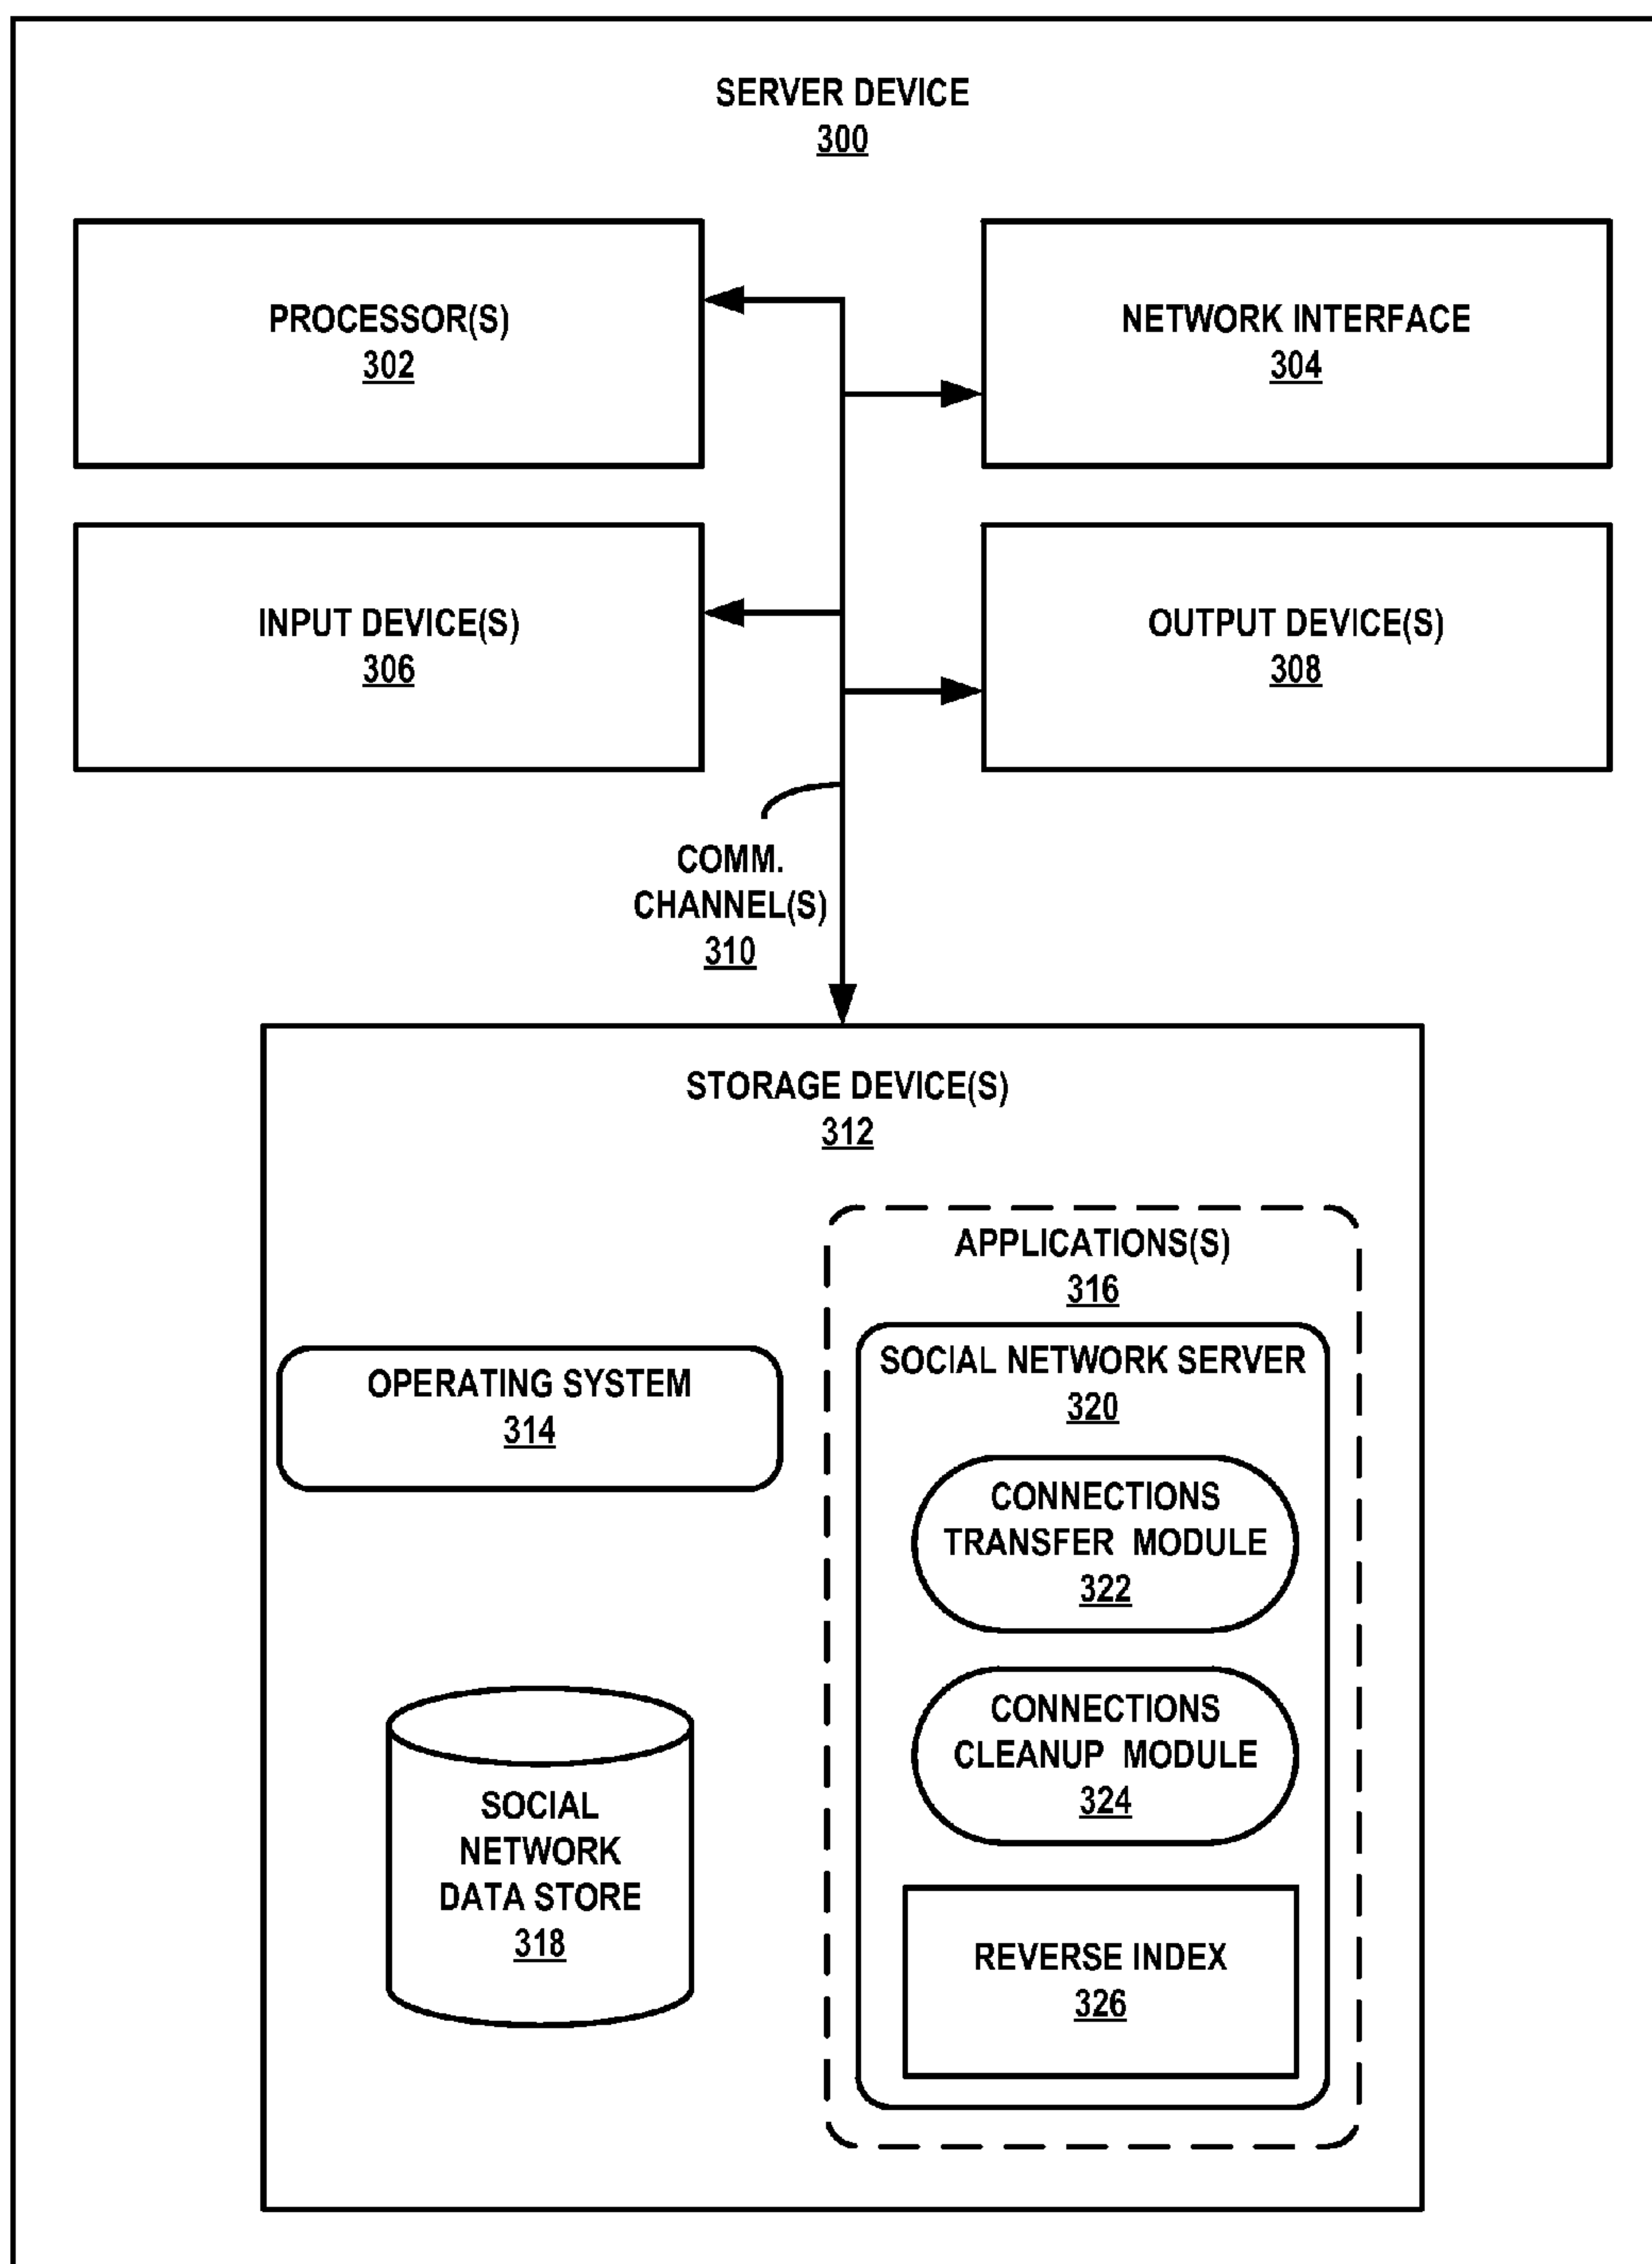 SERVER DEVICE
300
PROCESSOR(S)
302
NETWORK INTERFACE
304
INPUT DEVICE(S)
306
OUTPUT DEVICE(S)
308
COMM.
CHANNEL(S)
310
STORAGE DEVICE(S)
312
APPLICATIONS(S)
316
OPERATING SYSTEM
314
SOCIAL NETWORK SERVER
320
CONNECTIONS
TRANSFER MODULE
322
CONNECTIONS
CLEANUP MODULE
324
SOCIAL
NETWORK
DATA STORE
318
REVERSE INDEX
326